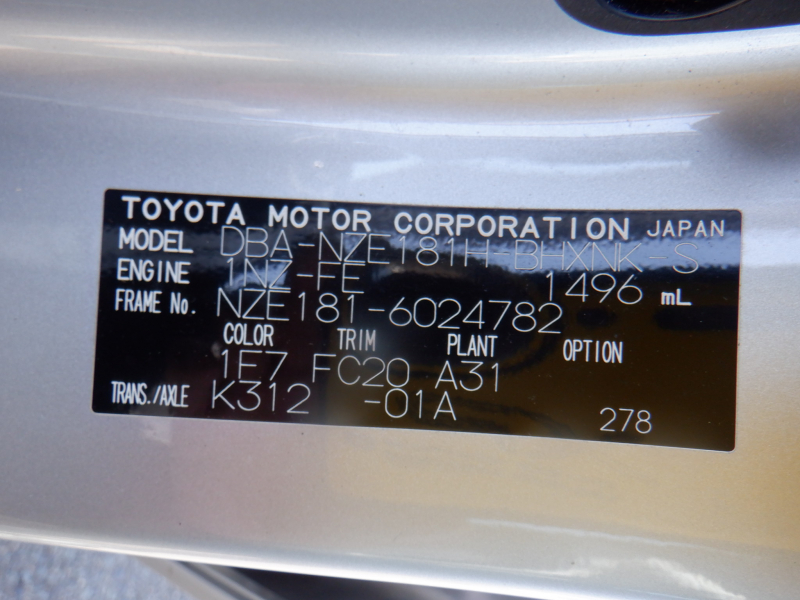 TOYOTA MOTOR CORPORATION JAPAN
MODEL DBA-NZE181H-BHXNK-S
ENGINE 1NZ-FE 1496 mL
FRAME No. NZE181-6024782
COLOR TRIM PLANT OPTION
1E7 FC20 A31
TRANS./AXLE K312 -01A 278